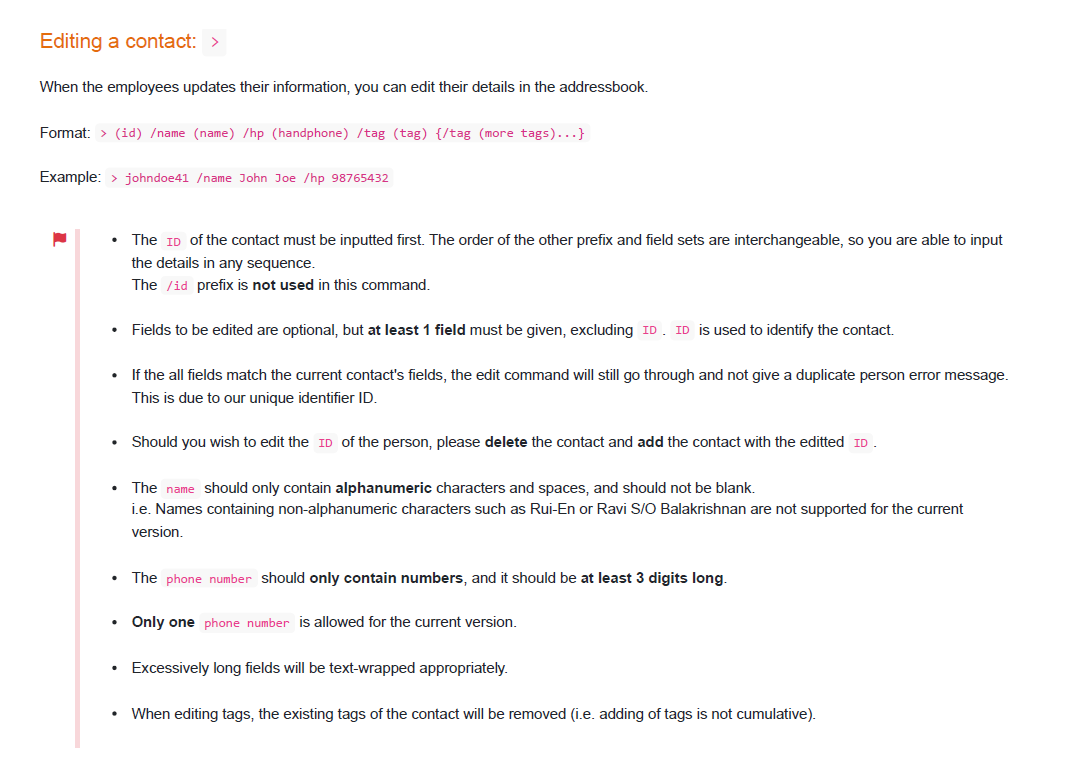 Editing a contact: >
When the employees updates their information, you can edit their details in the addressbook.
Format: > (id) /name (name) /hp (handphone) /tag (tag) {/tag (more tags)...}
Example: > johndoe41 /name John Joe /hp 98765432
• The ID of the contact must be inputted first. The order of the other prefix and field sets are interchangeable, so you are able to input
the details in any sequence.
The /id prefix is not used in this command.
• Fields to be edited are optional, but at least 1 field must be given, excluding ID . ID is used to identify the contact.
• If the all fields match the current contact's fields, the edit command will still go through and not give a duplicate person error message.
This is due to our unique identifier ID.
• Should you wish to edit the ID of the person, please delete the contact and add the contact with the editted ID .
• The name should only contain alphanumeric characters and spaces, and should not be blank.
i.e. Names containing non-alphanumeric characters such as Rui-En or Ravi S/O Balakrishnan are not supported for the current
version.
• The phone number should only contain numbers, and it should be at least 3 digits long.
• Only one phone number is allowed for the current version.
• Excessively long fields will be text-wrapped appropriately.
• When editing tags, the existing tags of the contact will be removed (i.e. adding of tags is not cumulative).